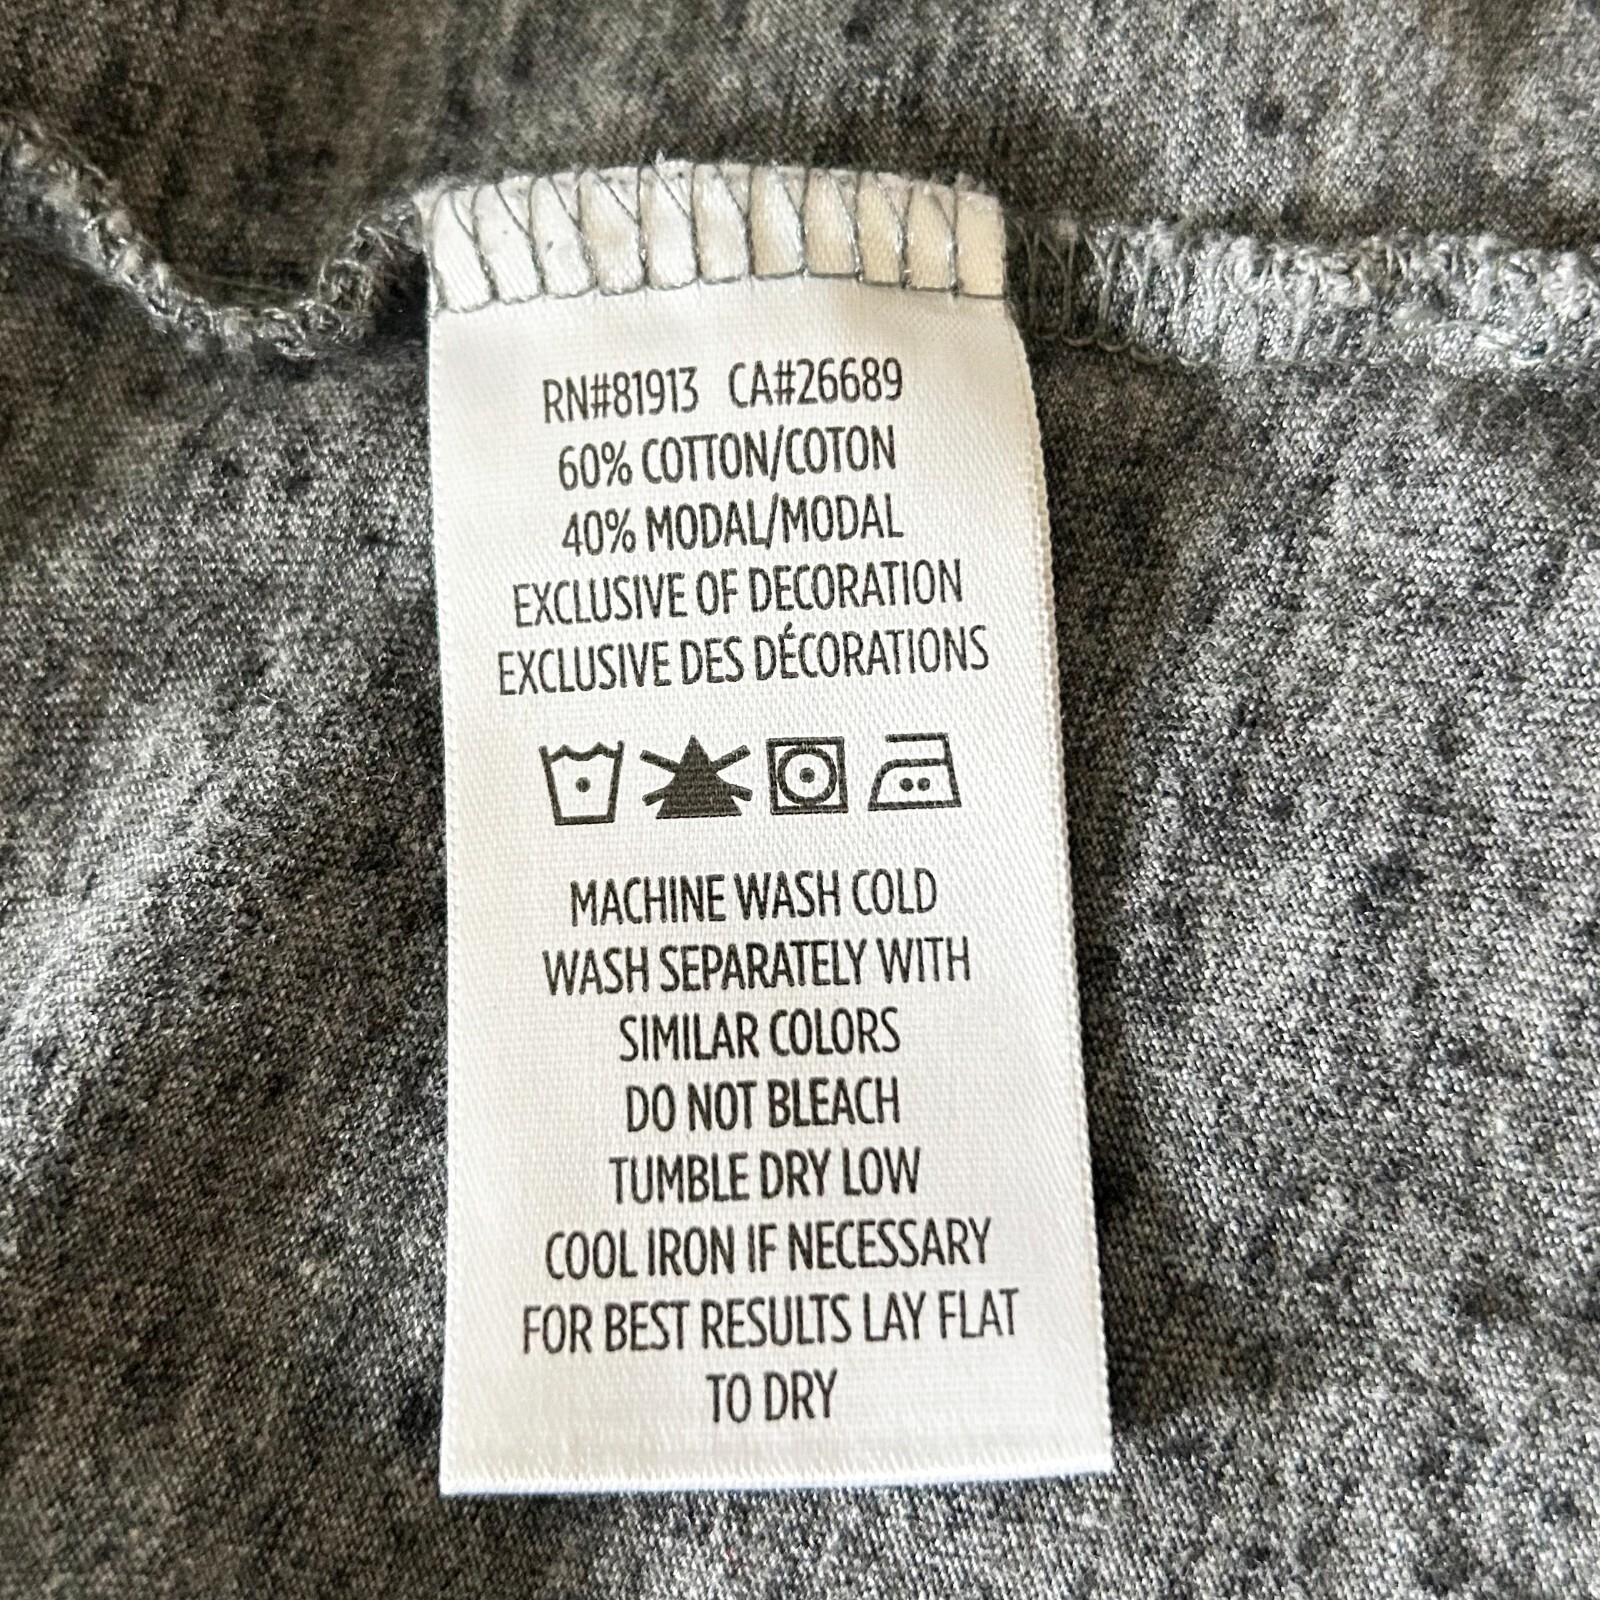 RN#81913 CA#26689
60% COTTON/COTON
40% MODAL/MODAL
EXCLUSIVE OF DECORATION
EXCLUSIVE DES DÉCORATIONS
MACHINE WASH COLD
WASH SEPARATELY WITH
SIMILAR COLORS
DO NOT BLEACH
TUMBLE DRY LOW
COOL IRON IF NECESSARY
FOR BEST RESULTS LAY FLAT
TO DRY